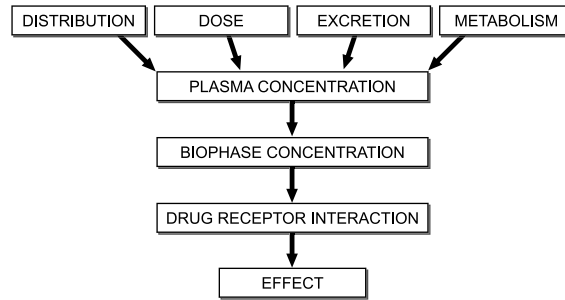 DISTRIBUTION
DOSE
EXCRETION
METABOLISM
PLASMA CONCENTRATION
BIOPHASE CONCENTRATION
DRUG RECEPTOR INTERACTION
EFFECT